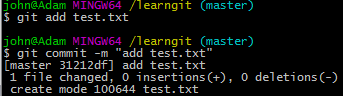 john@Adam MINGW64 /learngit (master)
$ git add test.txt
john@Adam MINGW64 /learngit (master)
$ git commit -m "add test.txt"
[master 31212df] add test.txt
1 file changed, 0 insertions(+), 0 deletions(-)
create mode 100644 test.txt